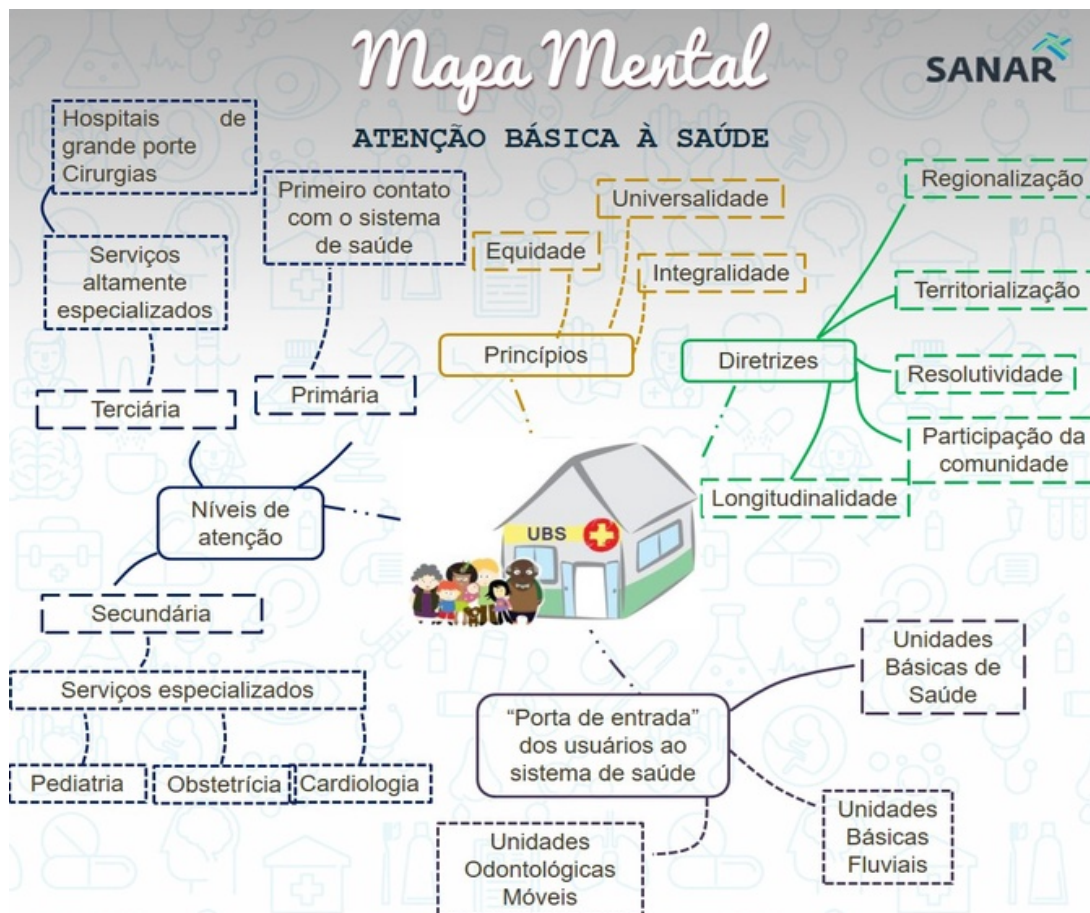 Mapa Mental
SANAR
ATENÇÃO BÁSICA À SAÚDE
Hospitais de
grande porte
Cirurgias
Serviços
altamente
especializados
Terciária
Primeiro contato
com o sistema
de saúde
Primária
Níveis de
atenção
Secundária
Serviços especializados
Pediatria
Obstetrícia
Cardiologia
Universalidade
Equidade
Integralidade
Princípios
Regionalização
Territorialização
Diretrizes
Resolutividade
Participação da
comunidade
Longitudinalidade
UBS
“Porta de entrada”
dos usuários ao
sistema de saúde
Unidades
Básicas de
Saúde
Unidades
Básicas
Fluviais
Unidades
Odontológicas
Móveis